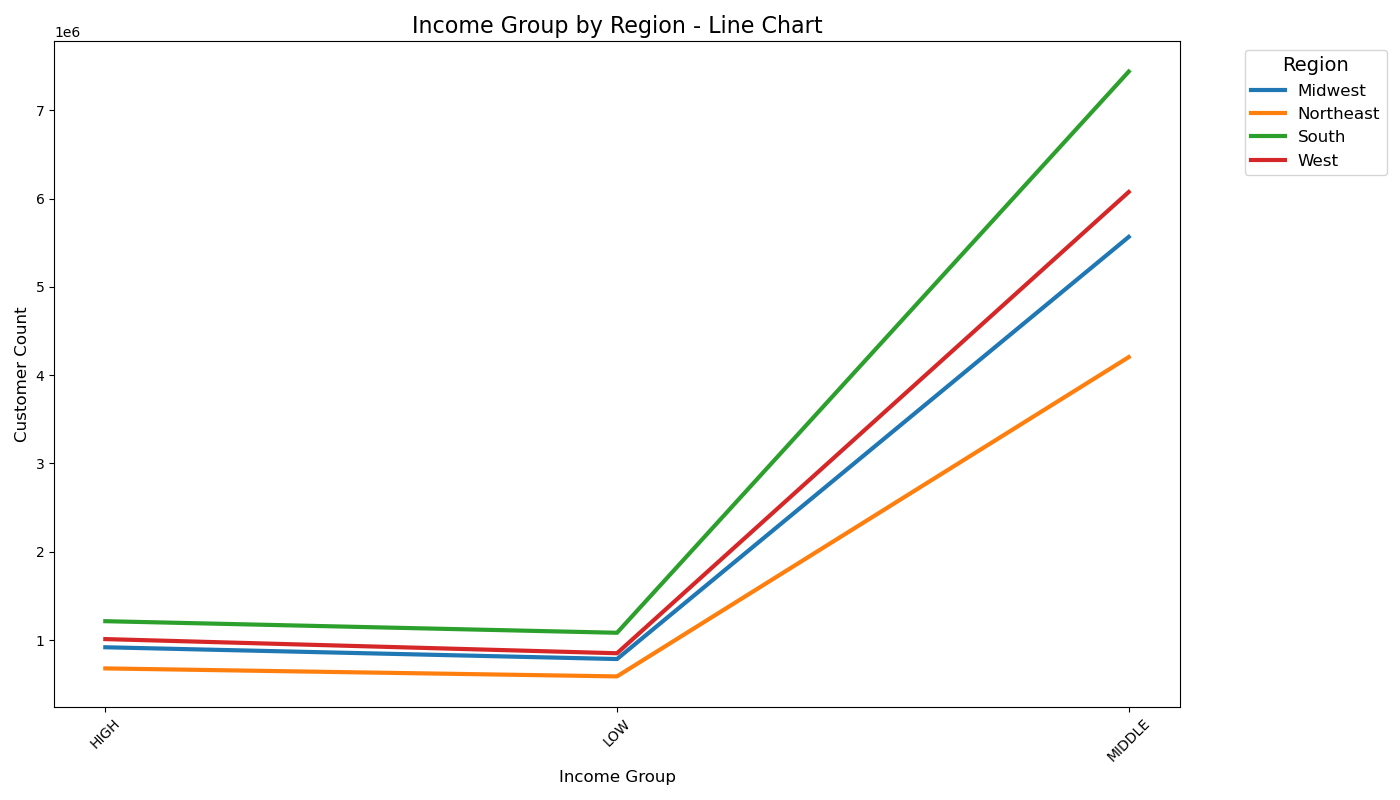 Income Group by Region - Line Chart
1e6
7
6
5
4
3
2
1
Customer Count
HIGH
LOW
MIDDLE
Income Group
Region
Midwest
Northeast
South
West